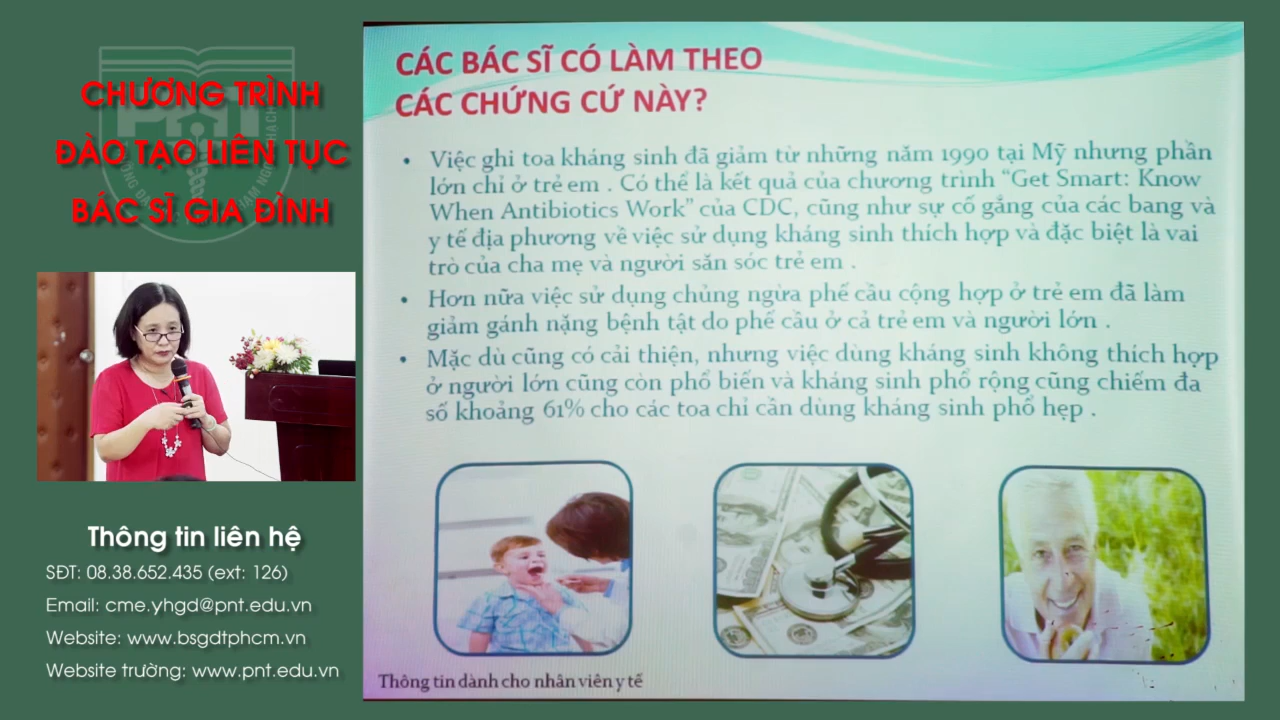 CHƯƠNG TRÌNH
ĐÀO TẠO LIÊN TỤC
BÁC SĨ GIA ĐÌNH
PNT
Thông tin liên hệ
SĐT: 08.38.652.435 (ext: 126)
Email: cme.yhgd@pnt.edu.vn
Website: www.bsgdtphcm.vn
Website trường: www.pnt.edu.vn
CÁC BÁC SĨ CÓ LÀM THEO
CÁC CHỨNG CỨ NÀY?
• Việc ghi toa kháng sinh đã giảm từ những năm 1990 tại Mỹ nhưng phần
lớn chỉ ở trẻ em . Có thể là kết quả của chương trình “Get Smart: Know
When Antibiotics Work” của CDC, cũng như sự cố gắng của các bang và
y tế địa phương về việc sử dụng kháng sinh thích hợp và đặc biệt là vai
trò của cha mẹ và người săn sóc trẻ em .
• Hơn nữa việc sử dụng chủng ngừa phế cầu cộng hợp ở trẻ em đã làm
giảm gánh nặng bệnh tật do phế cầu ở cả trẻ em và người lớn .
• Mặc dù cũng có cải thiện, nhưng việc dùng kháng sinh không thích hợp
ở người lớn cũng còn phổ biến và kháng sinh phổ rộng cũng chiếm đa
số khoảng 61% cho các toa chỉ cần dùng kháng sinh phổ hẹp .
Thông tin dành cho nhân viên y tế